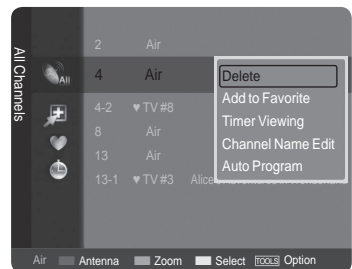 All Channels
All
2 Air
4 Air
4-2 ♥ TV #8
8 Air
13 Air
13-1 ♥ TV #3 Alice
Delete
Add to Favorite
Timer Viewing
Channel Name Edit
Auto Program
Air Antenna Zoom Select TOOLS Option